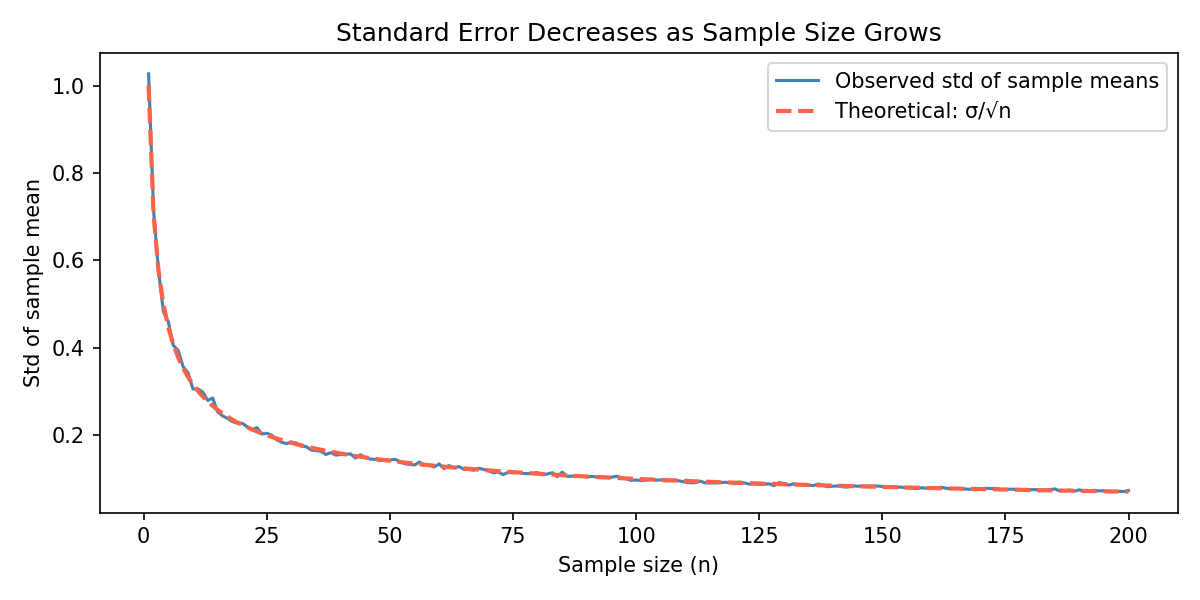 Standard Error Decreases as Sample Size Grows
Observed std of sample means
Theoretical: σ/√n
Std of sample mean
1.0
0.8
0.6
0.4
0.2
0 25 50 75 100 125 150 175 200
Sample size (n)